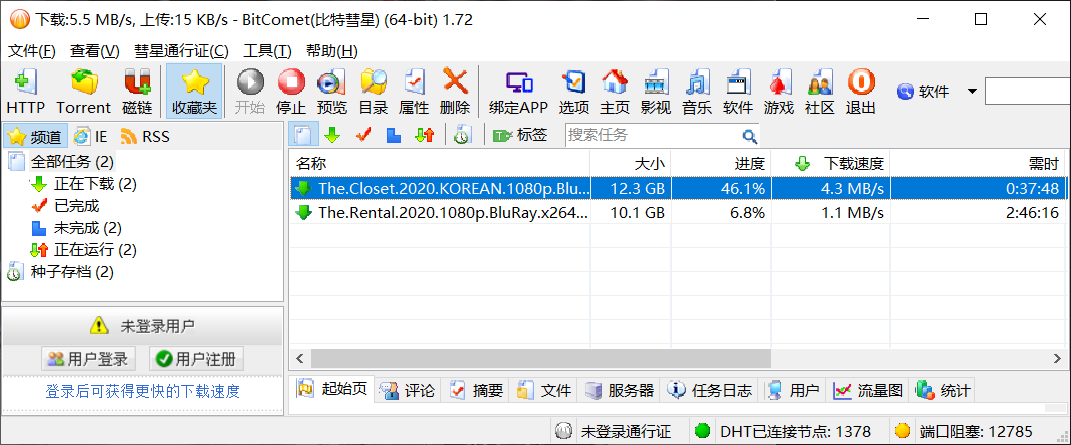 下载:5.5 MB/s, 上传:15 KB/s - BitComet(比特彗星) (64-bit) 1.72
文件(F) 查看(V) 彗星通行证(C) 工具(T) 帮助(H)
HTTP Torrent 磁链 收藏夹 开始 停止 预览 目录 属性 删除 绑定APP 选项 主页 影视 音乐 软件 游戏 社区 退出 软件
频道 IE RSS
标签 搜索任务
全部任务 (2)
正在下载 (2)
已完成
未完成 (2)
正在运行 (2)
种子存档 (2)
名称 大小 进度 下载速度 需时
The.Closet.2020.KOREAN.1080p.Blu... 12.3 GB 46.1% 4.3 MB/s 0:37:48
The.Rental.2020.1080p.BluRay.x264... 10.1 GB 6.8% 1.1 MB/s 2:46:16
未登录用户
用户登录 用户注册
登录后可获得更快的下载速度
起始页 评论 摘要 文件 服务器 任务日志 用户 流量图 统计
未登录通行证 DHT已连接节点: 1378 端口阻塞: 12785